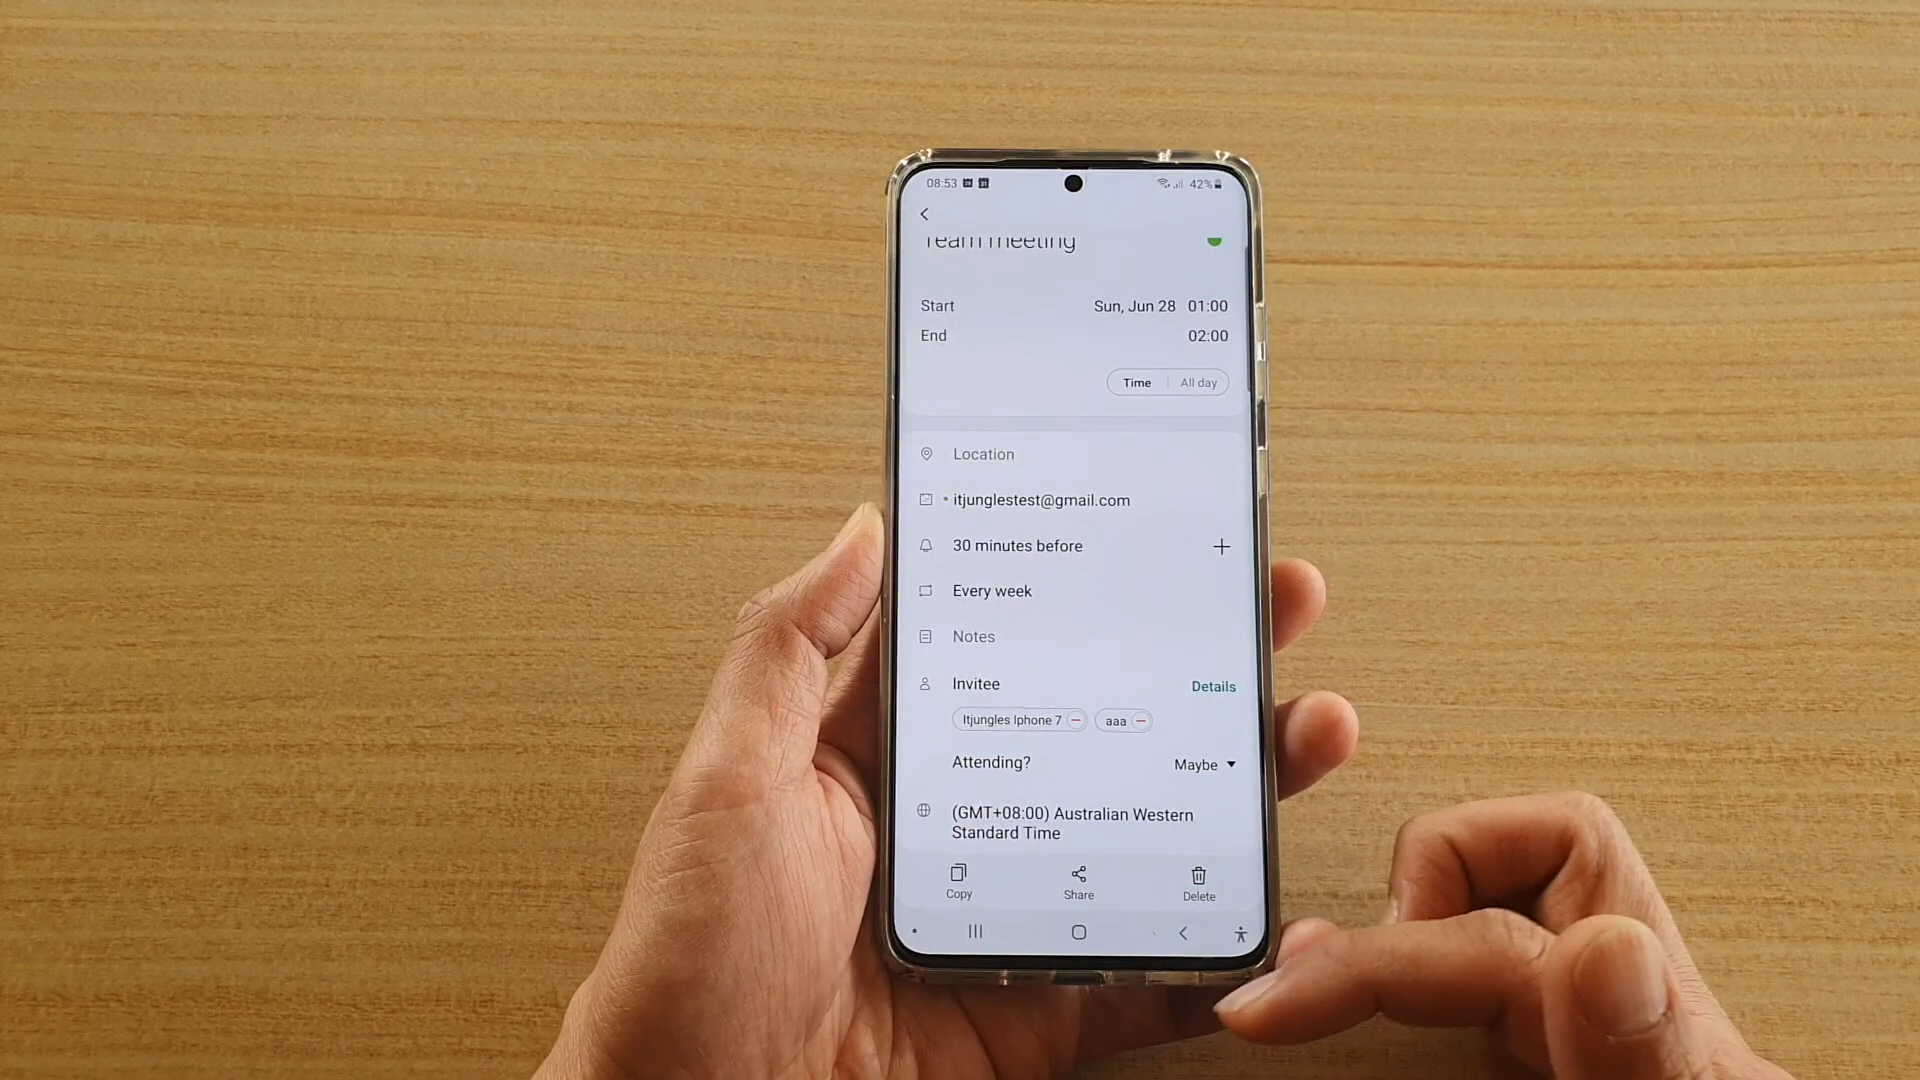 08:53 42%
Team meeting
Start Sun, Jun 28 01:00
End 02:00
Time All day
Location
itjunglestest@gmail.com
30 minutes before
Every week
Notes
Invitee Details
Itjungles Iphone 7 aaa
Attending? Maybe
(GMT+08:00) Australian Western
Standard Time
Copy Share Delete